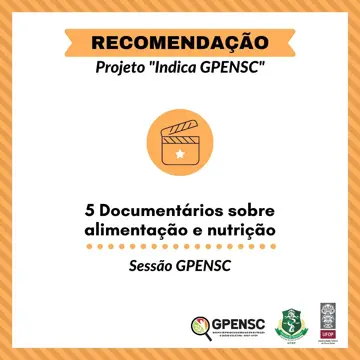 RECOMENDAÇÃO
Projeto "Indica GPENSC"
5 Documentários sobre
alimentação e nutrição
Sessão GPENSC
GPENSC
UFOP